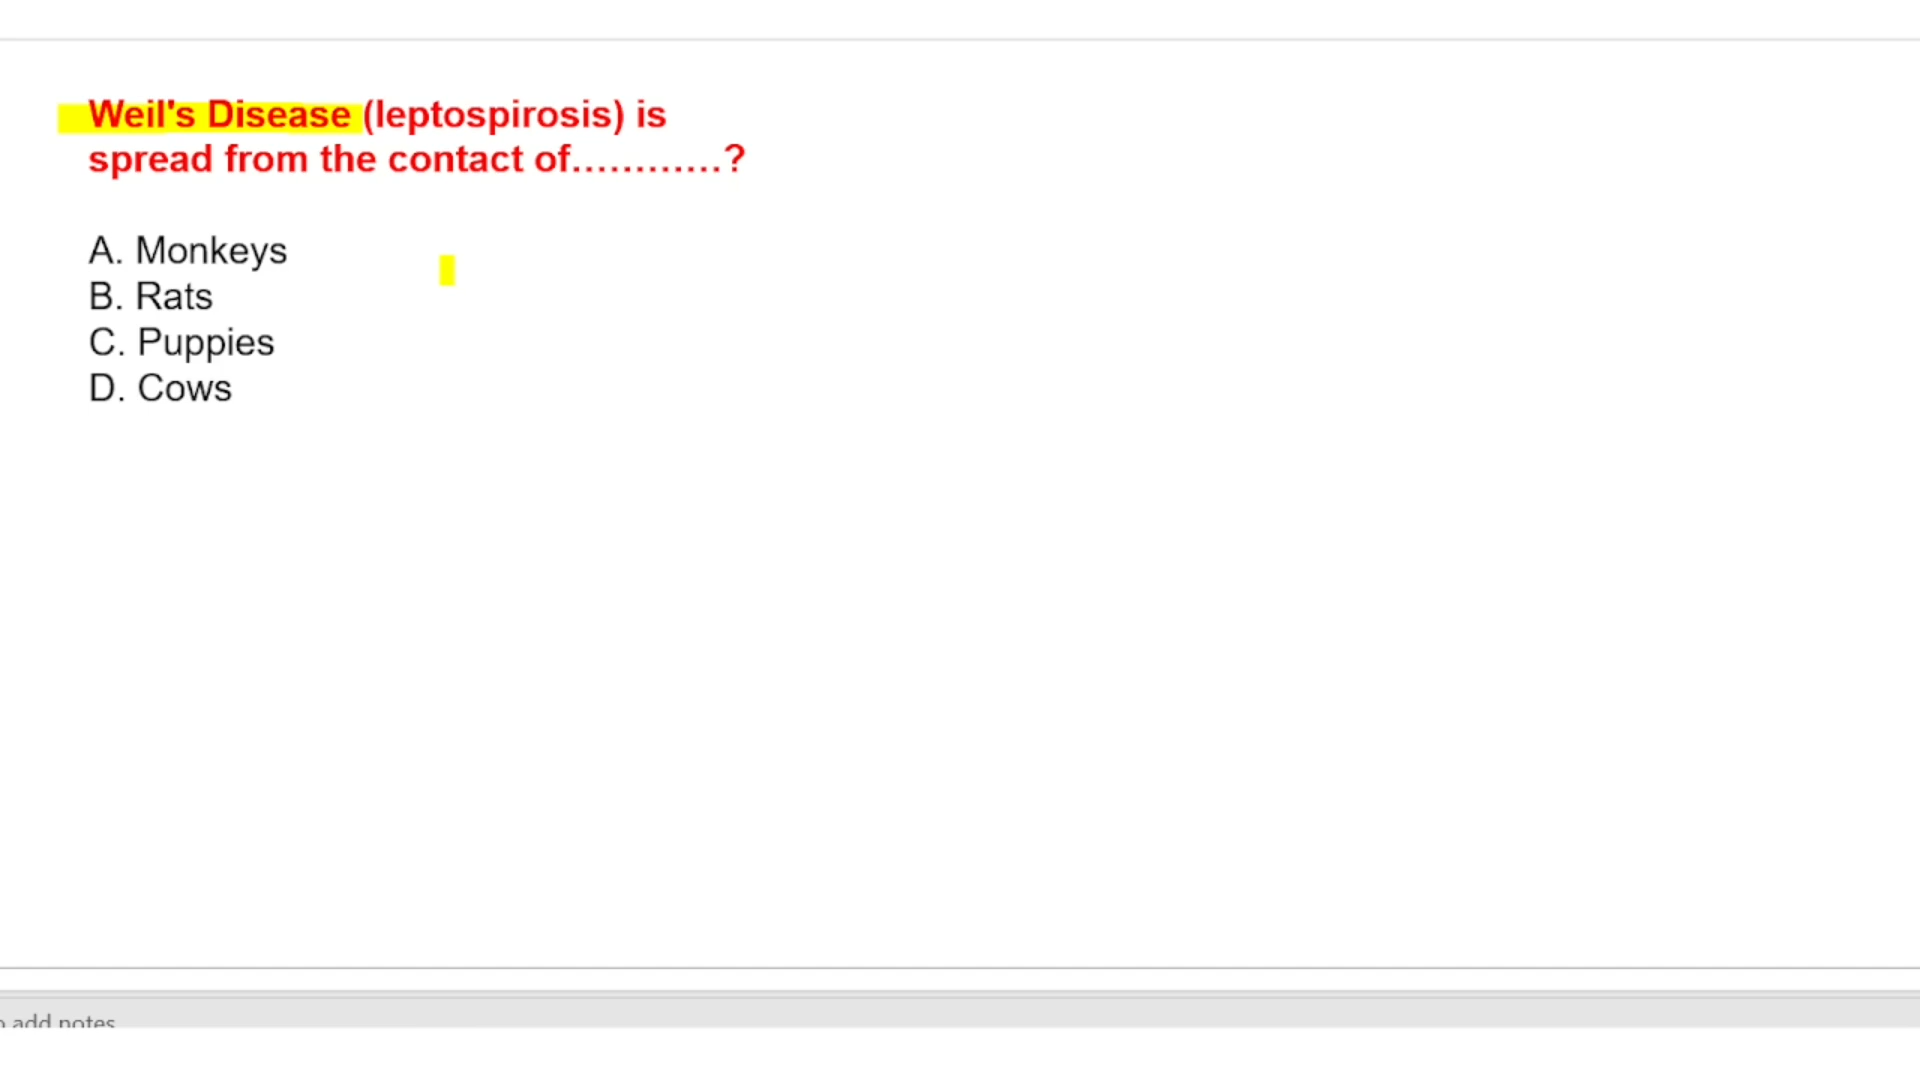 Weil's Disease (leptospirosis) is
spread from the contact of............?
A. Monkeys
B. Rats
C. Puppies
D. Cows
add notes